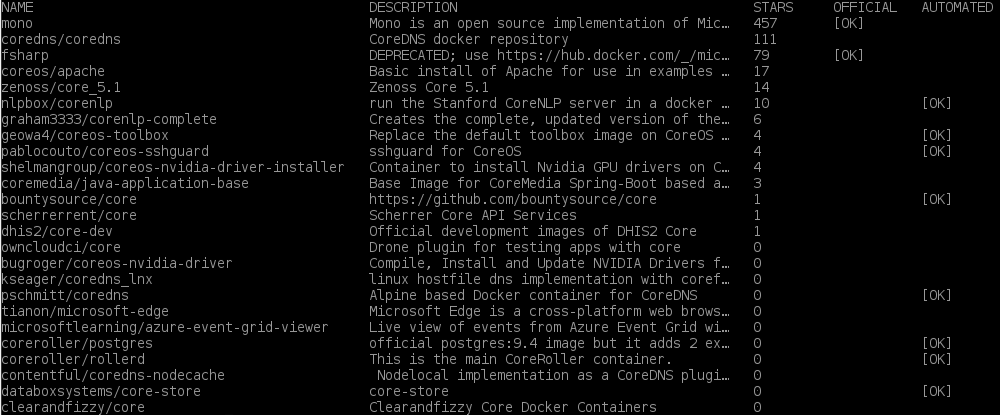 NAME DESCRIPTION STARS OFFICIAL AUTOMATED
mono Mono is an open source implementation of Mic… 457 [OK]
coredns/coredns CoreDNS docker repository 111
fsharp DEPRECATED; use https://hub.docker.com/_/mic… 79 [OK]
coreos/apache Basic install of Apache for use in examples … 17
zenoss/core_5.1 Zenoss Core 5.1 14
nlpbox/corenlp run the Stanford CoreNLP server in a docker … 10 [OK]
graham3333/corenlp-complete Creates the complete, updated version of the… 6
geowa4/coreos-toolbox Replace the default toolbox image on CoreOS … 4 [OK]
pablocouto/coreos-sshguard sshguard for CoreOS 4 [OK]
shelmangroup/coreos-nvidia-driver-installer Container to install Nvidia GPU drivers on C… 4
coremedia/java-application-base Base Image for CoreMedia Spring-Boot based a… 3
bountysource/core https://github.com/bountysource/core 1 [OK]
scherrerrent/core Scherrer Core API Services 1
dhis2/core-dev Official development images of DHIS2 Core 1
owncloudci/core Drone plugin for testing apps with core 0
bugroger/coreos-nvidia-driver Compile, Install and Update NVIDIA Drivers f… 0
kseager/coredns_lnx linux hostfile dns implementation with coref… 0
pschmitt/coredns Alpine based Docker container for CoreDNS 0 [OK]
tianon/microsoft-edge Microsoft Edge is a cross-platform web brows… 0
microsoftlearning/azure-event-grid-viewer Live view of events from Azure Event Grid wi… 0
coreroller/postgres official postgres:9.4 image but it adds 2 ex… 0 [OK]
coreroller/rollerd This is the main CoreRoller container. 0 [OK]
contentful/coredns-nodecache Nodelocal implementation as a CoreDNS plugi… 0
databoxsystems/core-store core-store 0 [OK]
clearandfizzy/core Clearandfizzy Core Docker Containers 0